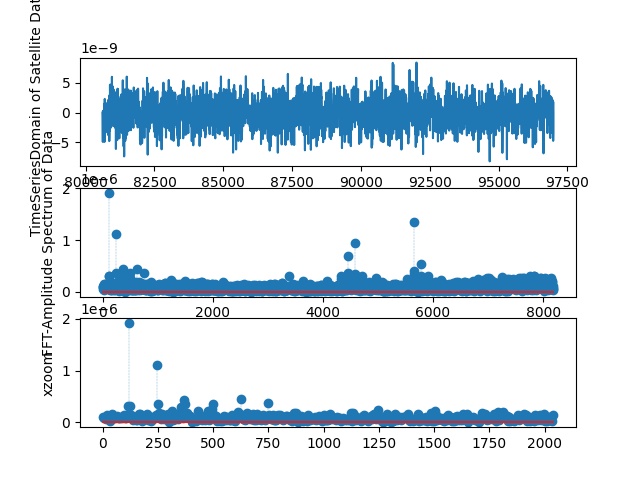 1e−9
5
0
−5
TimeSeriesDomain of Satellite Dat
80000 82500 85000 87500 90000 92500 95000 97500
1e−6
2
1
0
FFT-Amplitude Spectrum of Data
0 2000 4000 6000 8000
1e−6
2
1
0
xzoom
0 250 500 750 1000 1250 1500 1750 2000